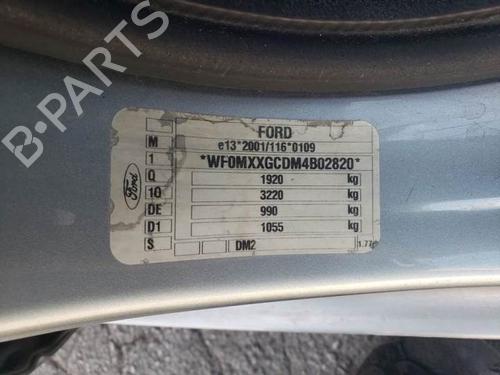 FORD
M e13*2001/116*0109
1 *WF0MXXGCDM4B02820*
Q 1920 kg
1Q 3220 kg
DE 990 kg
D1 1055 kg
S DM2
Ford
B-PARTS